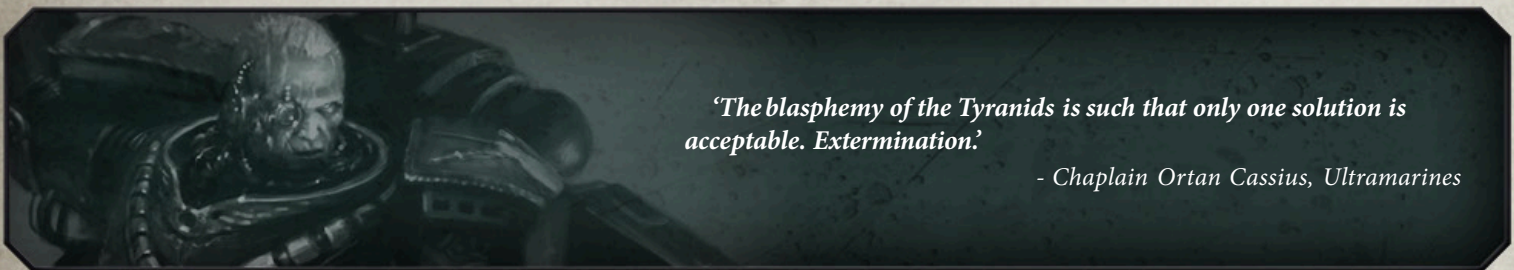 ‘The blasphemy of the Tyranids is such that only one solution is
acceptable. Extermination.’
- Chaplain Ortan Cassius, Ultramarines